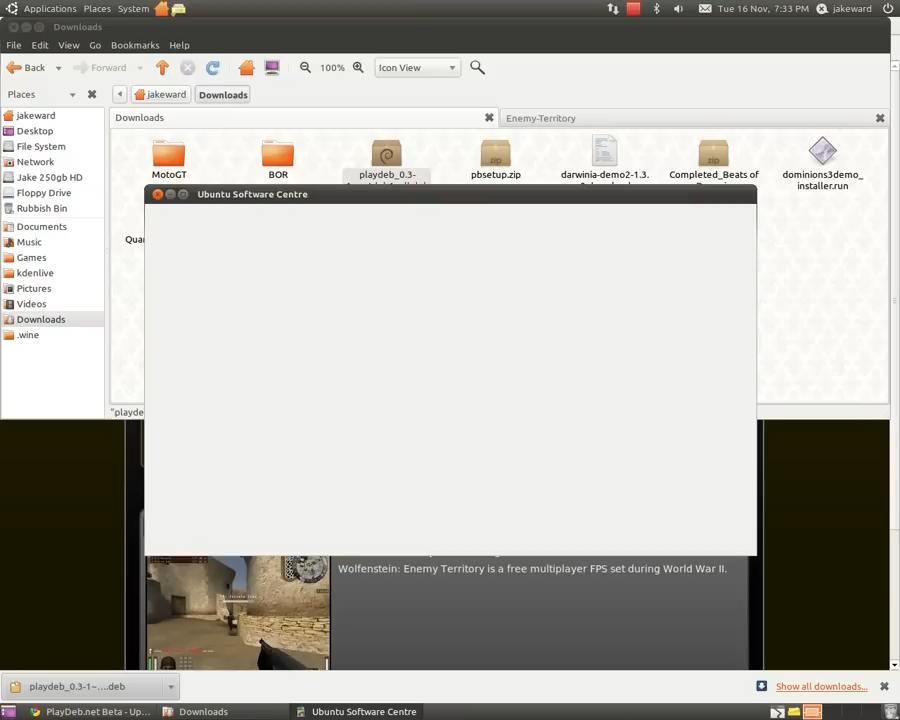 Applications Places System
Tue 16 Nov, 7:33 PM jakeward
Downloads
File Edit View Go Bookmarks Help
Back Forward 100% Icon View
Places jakeward Downloads
Downloads Enemy-Territory
jakeward
Desktop
File System
Network
Jake 250gb HD
Floppy Drive
Rubbish Bin
Documents
Music
Games
kdenlive
Pictures
Videos
Downloads
.wine
MotoGT
BOR
playdeb_0.3-
zip
pbsetup.zip
darwinia-demo2-1.3.
zip
Completed_Beats of
dominions3demo_
installer.run
Qua
Ubuntu Software Centre
"playde
Wolfenstein: Enemy Territory is a free multiplayer FPS set during World War II.
playdeb_0.3-1~....deb
Show all downloads...
PlayDeb.net Beta - Up... Downloads Ubuntu Software Centre